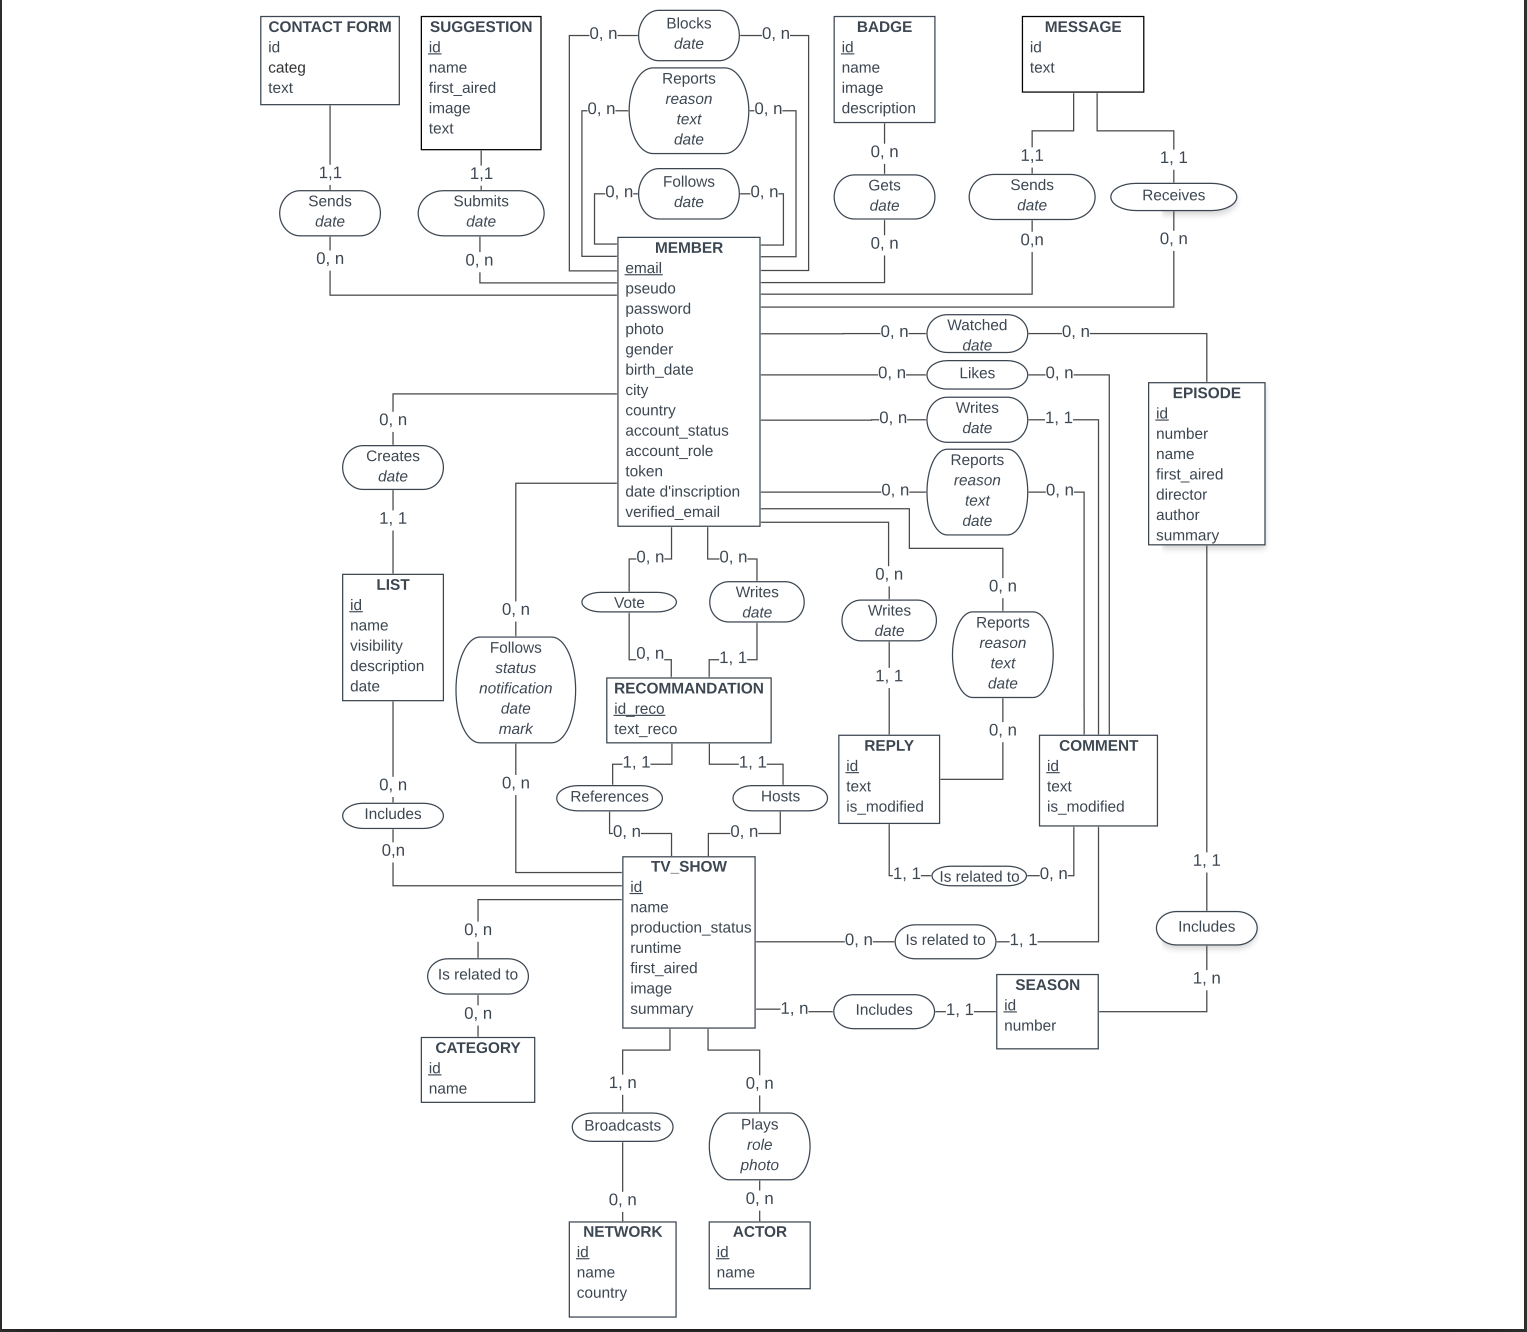 CONTACT FORM
id
categ
text
SUGGESTION
id
name
first_aired
image
text
0, n
Blocks
date
0, n
0, n
Reports
reason
text
date
0, n
0, n
Follows
date
0, n
BADGE
id
name
image
description
MESSAGE
id
text
1,1
Sends
date
0, n
1,1
Submits
date
0, n
0, n
Gets
date
0, n
1,1
Sends
date
0,n
1, 1
Receives
0, n
MEMBER
email
pseudo
password
photo
gender
birth_date
city
country
account_status
account_role
token
date d'inscription
verified_email
0, n
Watched
date
0, n
0, n
Likes
0, n
0, n
Writes
date
1, 1
0, n
Reports
reason
text
date
0, n
EPISODE
id
number
name
first_aired
director
author
summary
0, n
Creates
date
1, 1
LIST
id
name
visibility
description
date
0, n
Includes
0,n
0, n
Follows
status
notification
date
mark
0, n
0, n
Vote
0, n
0, n
Writes
date
1, 1
RECOMMANDATION
id_reco
text_reco
1, 1
References
0, n
1, 1
Hosts
0, n
0, n
Writes
date
1, 1
0, n
Reports
reason
text
date
0, n
REPLY
id
text
is_modified
COMMENT
id
text
is_modified
1, 1
Is related to
0, n
TV_SHOW
id
name
production_status
runtime
first_aired
image
summary
0, n
Is related to
1, 1
1, n
Includes
1, 1
SEASON
id
number
1, 1
Includes
1, n
0, n
Is related to
0, n
CATEGORY
id
name
1, n
Broadcasts
0, n
NETWORK
id
name
country
0, n
Plays
role
photo
0, n
ACTOR
id
name